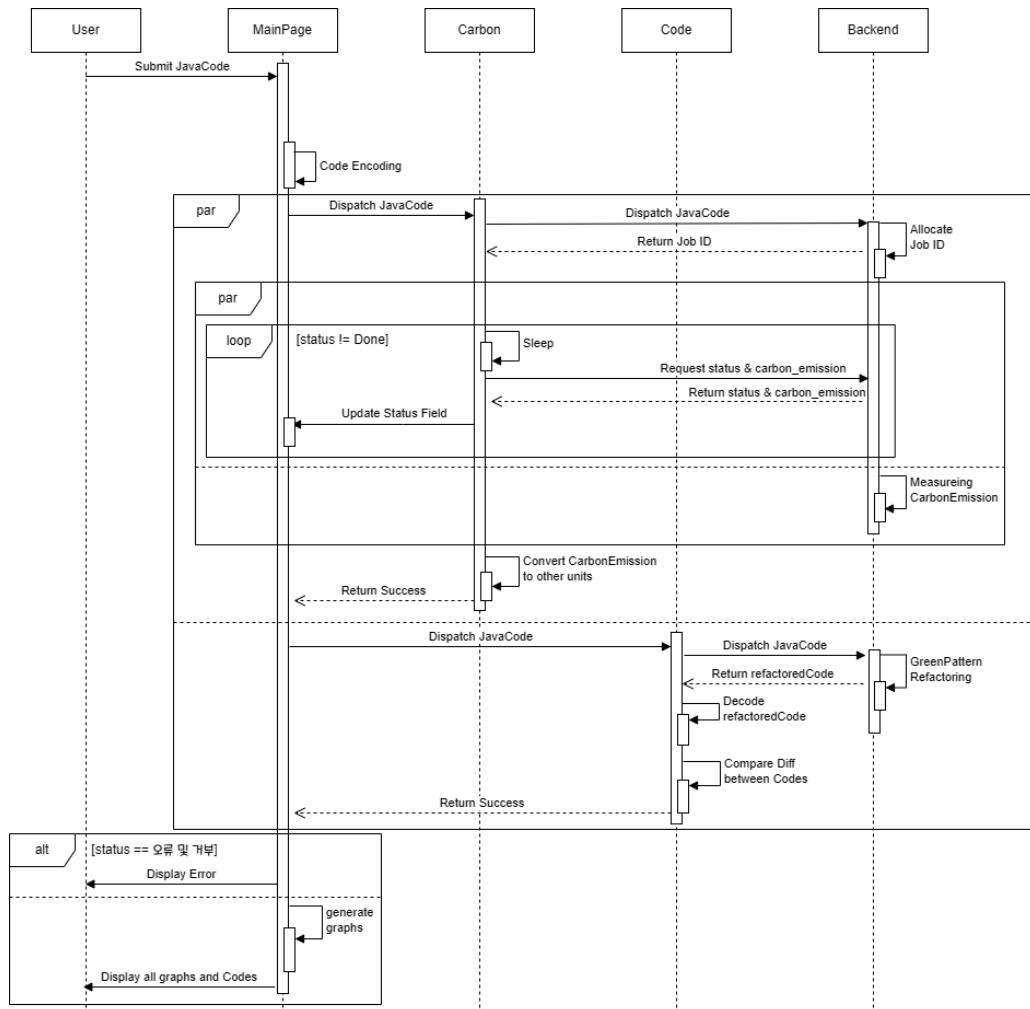 User
MainPage
Carbon
Code
Backend
Submit JavaCode
Code Encoding
par
Dispatch JavaCode
Dispatch JavaCode
Allocate
Job ID
Return Job ID
par
loop
[status != Done]
Sleep
Request status & carbon_emission
Return status & carbon_emission
Update Status Field
Measureing
CarbonEmission
Convert CarbonEmission
to other units
Return Success
Dispatch JavaCode
Dispatch JavaCode
GreenPattern
Refactoring
Return refactoredCode
Decode
refactoredCode
Compare Diff
between Codes
Return Success
alt
[status == 오류 및 거부]
Display Error
generate
graphs
Display all graphs and Codes